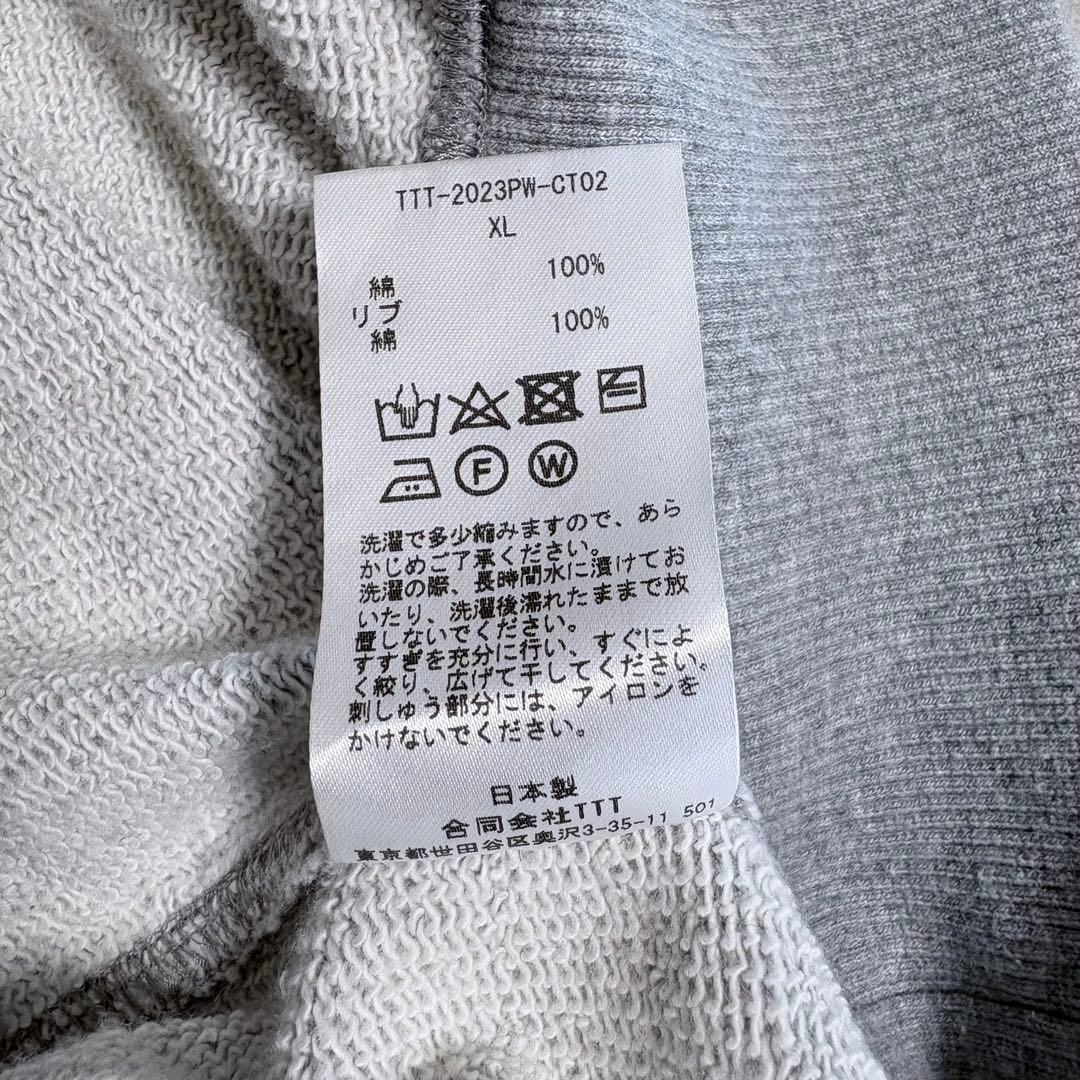 TTT-2023PW-CT02
XL
綿 100%
リブ
綿 100%
F W
洗濯で多少縮みますので、あら
かじめご了承ください。
洗濯の際、長時間水に漬けてお
いたり、洗濯後濡れたままで放
置しないでください。
すすぎを充分に行い、すぐによ
く絞り、広げて干してください。
刺しゅう部分には、アイロンを
かけないでください。
日本製
合同会社TTT
東京都世田谷区奥沢3-35-11 501